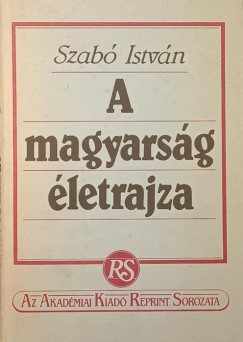 Szabó István
A
magyarság
életrajza
RS
Az Akadémiai Kiadó Reprint Sorozata